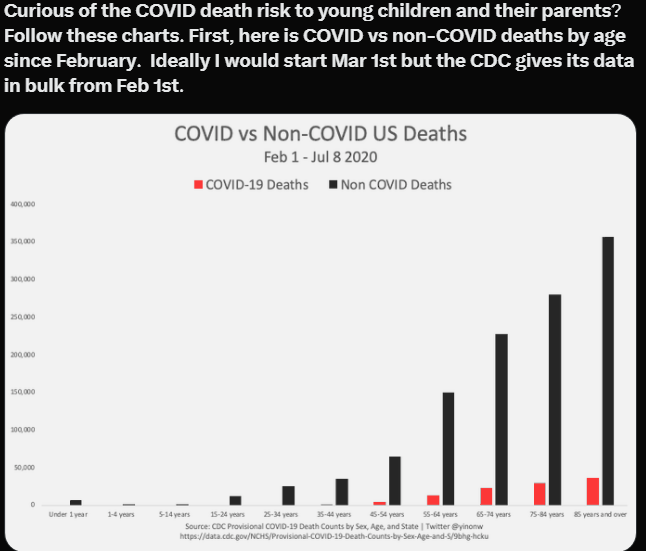 Curious of the COVID death risk to young children and their parents?
Follow these charts. First, here is COVID vs non-COVID deaths by age
since February.  Ideally I would start Mar 1st but the CDC gives its data
in bulk from Feb 1st.
COVID vs Non-COVID US Deaths
Feb 1 - Jul 8 2020
COVID-19 Deaths Non COVID Deaths
400,000
350,000
300,000
250,000
200,000
150,000
100,000
50,000
0
Under 1 year 1-4 years 5-14 years 15-24 years 25-34 years 35-44 years 45-54 years 55-64 years 65-74 years 75-84 years 85 years and over
Source: CDC Provisional COVID-19 Death Counts by Sex, Age, and State | Twitter @yinonw
https://data.cdc.gov/NCHS/Provisional-COVID-19-Death-Counts-by-Sex-Age-and-S/9bhg-hcku